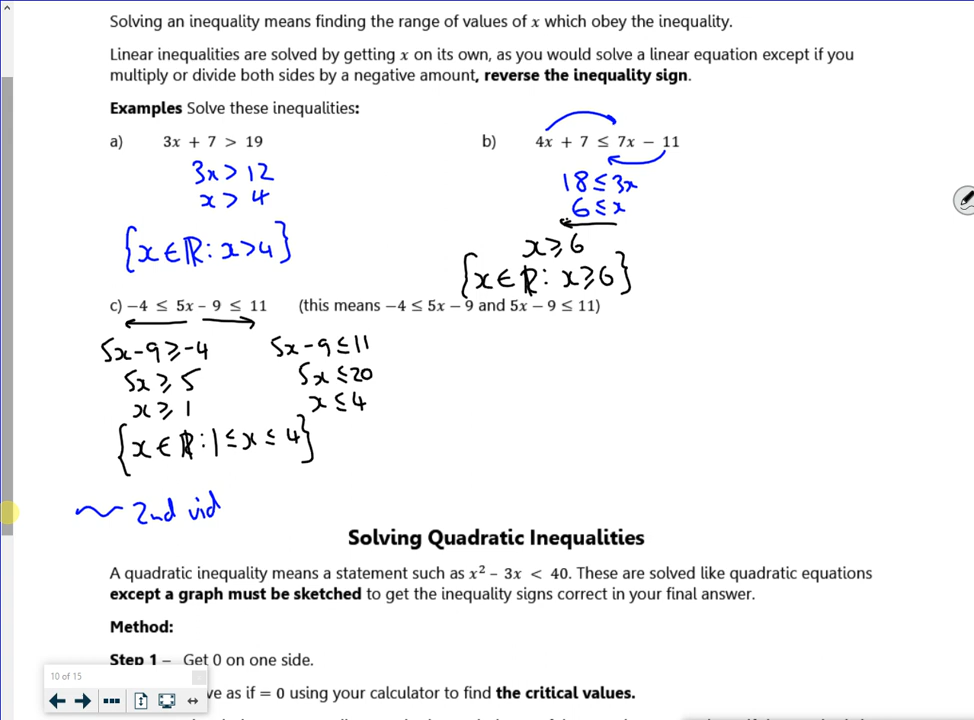 Solving an inequality means finding the range of values of x which obey the inequality.
Linear inequalities are solved by getting x on its own, as you would solve a linear equation except if you
multiply or divide both sides by a negative amount, reverse the inequality sign.
Examples Solve these inequalities:
a) 3x + 7 > 19
3x > 12
x > 4
{x ∈ ℝ : x > 4}
b) 4x + 7 ≤ 7x − 11
18 ≤ 3x
6 ≤ x
x ≥ 6
{x ∈ ℝ : x ≥ 6}
c) −4 ≤ 5x − 9 ≤ 11 (this means −4 ≤ 5x − 9 and 5x − 9 ≤ 11)
5x − 9 ≥ −4 5x − 9 ≤ 11
5x ≥ 5 5x ≤ 20
x ≥ 1 x ≤ 4
{x ∈ ℝ : 1 ≤ x ≤ 4}
2nd vid
Solving Quadratic Inequalities
A quadratic inequality means a statement such as x² − 3x < 40. These are solved like quadratic equations
except a graph must be sketched to get the inequality signs correct in your final answer.
Method:
Step 1 – Get 0 on one side.
10 of 15
ve as if = 0 using your calculator to find the critical values.